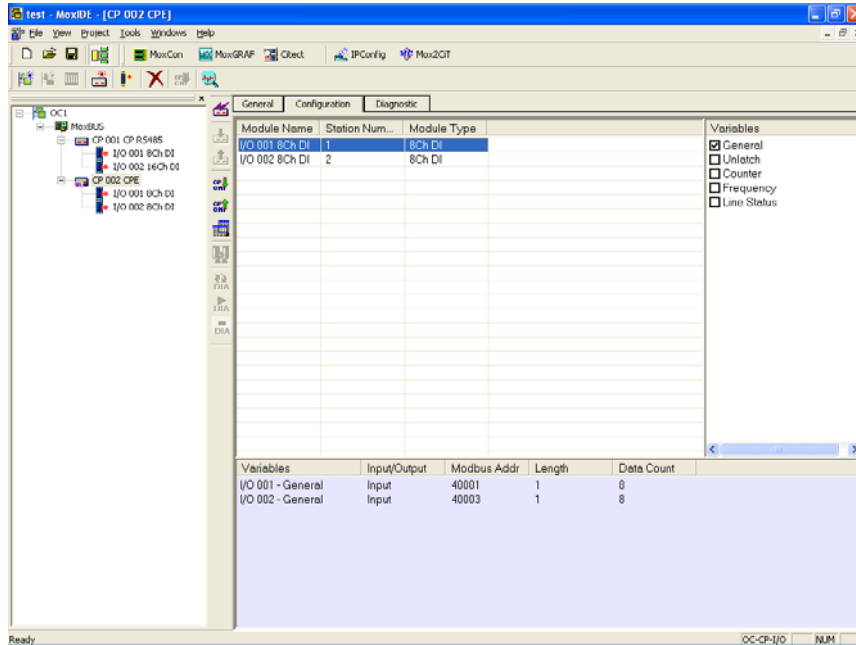 test - MoxIDE - [CP 002 CPE]
File View Project Tools Windows Help
MoxCon MoxGRAF Citect IPConfig Mox2CiT
OC1
MoxBUS
CP 001 CP RS485
I/O 001 8Ch DI
I/O 002 16Ch DI
CP 002 CPE
I/O 001 8Ch DI
I/O 002 8Ch DI
DIA
DIA
DIA
General Configuration Diagnostic
Module Name Station Num... Module Type
I/O 001 8Ch DI 1 8Ch DI
I/O 002 8Ch DI 2 8Ch DI
Variables
General
Unlatch
Counter
Frequency
Line Status
Variables Input/Output Modbus Addr Length Data Count
I/O 001 - General Input 40001 1 8
I/O 002 - General Input 40003 1 8
Ready OC-CP-I/O NUM